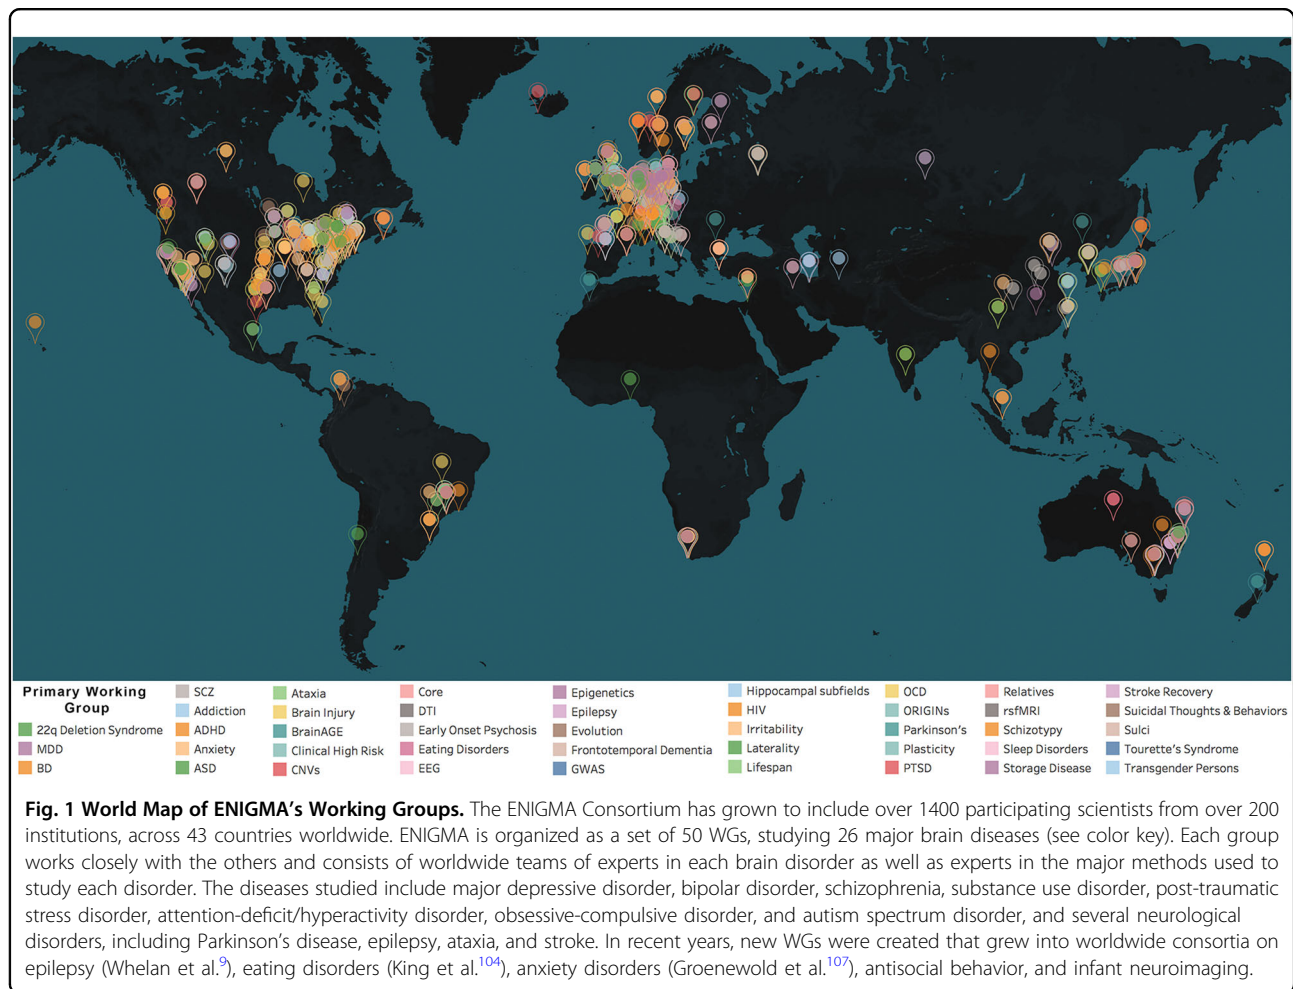 Primary Working
Group
22q Deletion Syndrome
MDD
BD
SCZ
Addiction
ADHD
Anxiety
ASD
Ataxia
Brain Injury
BrainAGE
Clinical High Risk
CNVs
Core
DTI
Early Onset Psychosis
Eating Disorders
EEG
Epigenetics
Epilepsy
Evolution
Frontotemporal Dementia
GWAS
Hippocampal subfields
HIV
Irritability
Laterality
Lifespan
OCD
ORIGINs
Parkinson's
Plasticity
PTSD
Relatives
rsfMRI
Schizotypy
Sleep Disorders
Storage Disease
Stroke Recovery
Suicidal Thoughts & Behaviors
Sulci
Tourette's Syndrome
Transgender Persons
Fig. 1 World Map of ENIGMA's Working Groups. The ENIGMA Consortium has grown to include over 1400 participating scientists from over 200
institutions, across 43 countries worldwide. ENIGMA is organized as a set of 50 WGs, studying 26 major brain diseases (see color key). Each group
works closely with the others and consists of worldwide teams of experts in each brain disorder as well as experts in the major methods used to
study each disorder. The diseases studied include major depressive disorder, bipolar disorder, schizophrenia, substance use disorder, post-traumatic
stress disorder, attention-deficit/hyperactivity disorder, obsessive-compulsive disorder, and autism spectrum disorder, and several neurological
disorders, including Parkinson's disease, epilepsy, ataxia, and stroke. In recent years, new WGs were created that grew into worldwide consortia on
epilepsy (Whelan et al.9), eating disorders (King et al.104), anxiety disorders (Groenewold et al.107), antisocial behavior, and infant neuroimaging.